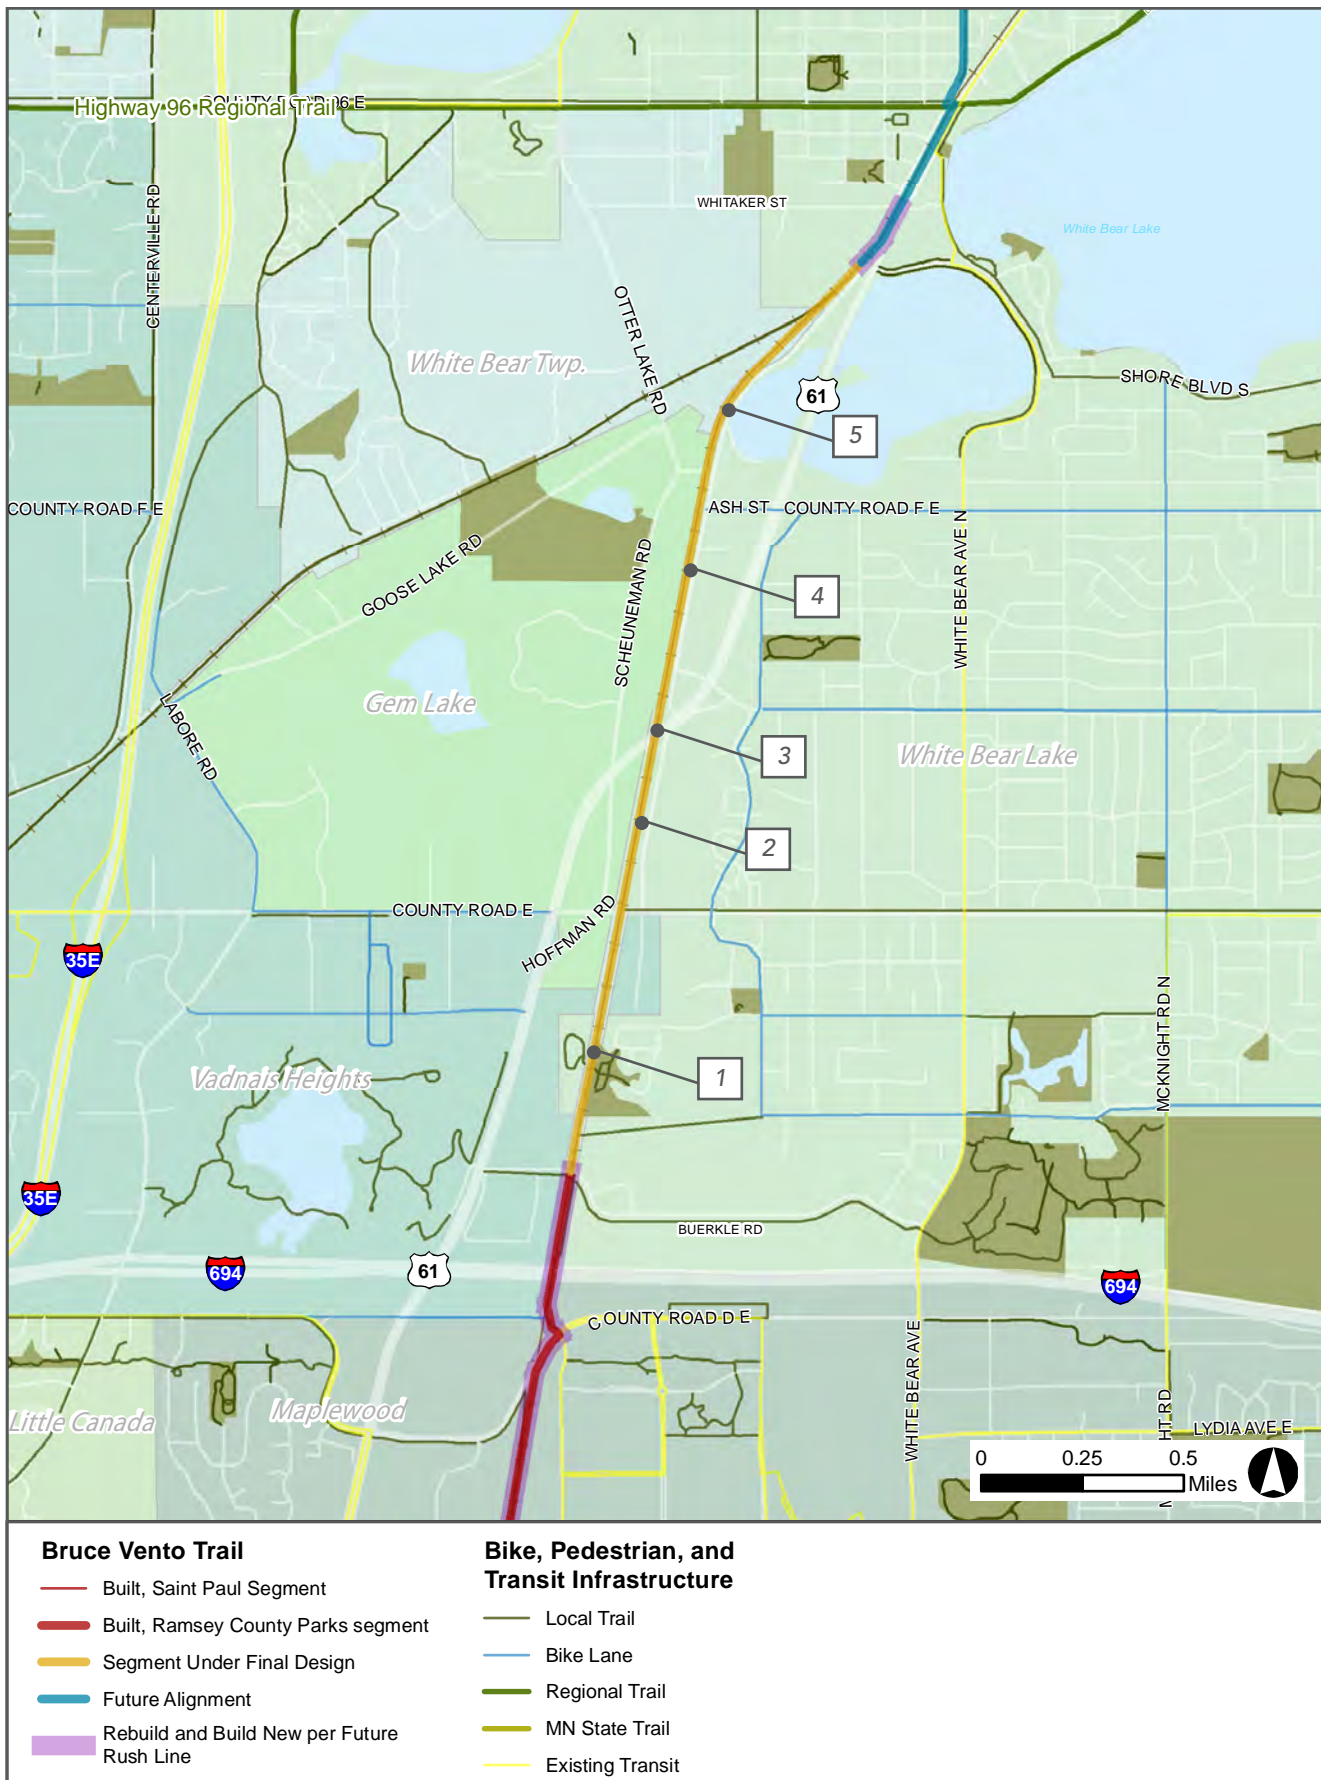 COUNTY ROAD 96 E
Highway 96 Regional Trail
CENTERVILLE RD
WHITAKER ST
White Bear Lake
OTTER LAKE RD
White Bear Twp.
61
SHORE BLVD S
5
COUNTY ROAD F E
ASH ST
COUNTY ROAD F E
GOOSE LAKE RD
SCHEUNEMAN RD
WHITE BEAR AVE N
4
LABORE RD
Gem Lake
3
White Bear Lake
2
COUNTY ROAD E
HOFFMAN RD
35E
MCKNIGHT RD N
Vadnais Heights
1
35E
BUERKLE RD
694
61
694
COUNTY ROAD D E
WHITE BEAR AVE
Maplewood
Little Canada
HT RD
LYDIA AVE E
0 0.25 0.5
Miles
Bruce Vento Trail
Built, Saint Paul Segment
Built, Ramsey County Parks segment
Segment Under Final Design
Future Alignment
Rebuild and Build New per Future
Rush Line
Bike, Pedestrian, and
Transit Infrastructure
Local Trail
Bike Lane
Regional Trail
MN State Trail
Existing Transit